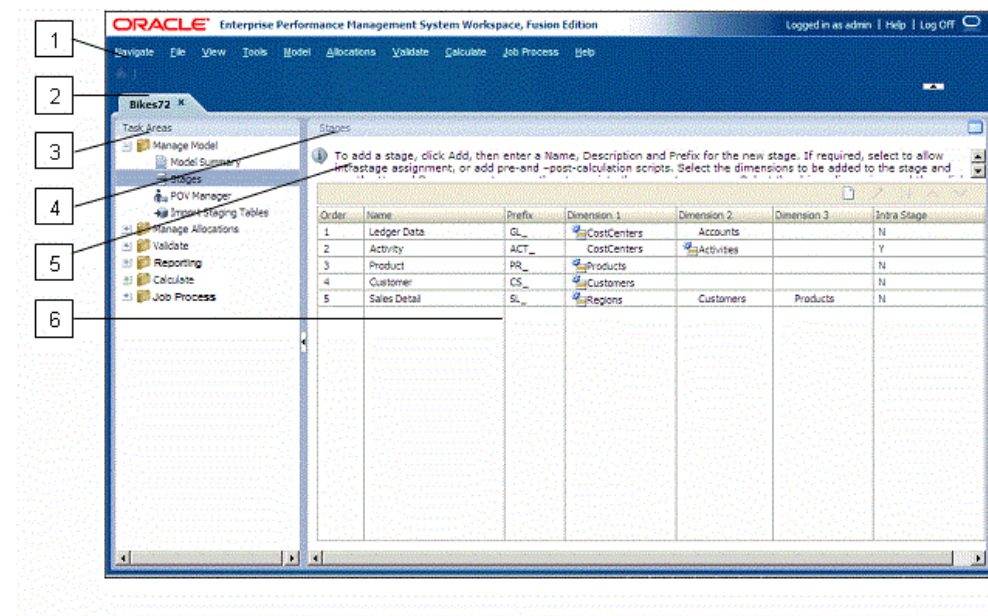 ORACLE Enterprise Performance Management System Workspace, Fusion Edition
Logged in as admin | Help | Log Off
1
Navigate File View Tools Model Allocations Validate Calculate Job Process Help
2
Bikes72 ×
Task Areas
Stages
3
Manage Model
Model Summary
Stages
POV Manager
Import Staging Tables
Manage Allocations
Validate
Reporting
Calculate
Job Process
4
To add a stage, click Add, then enter a Name, Description and Prefix for the new stage. If required, select to allow
intrastage assignment, or add pre-and -post-calculation scripts. Select the dimensions to be added to the stage and
5
Order Name Prefix Dimension 1 Dimension 2 Dimension 3 Intra Stage
1 Ledger Data GL_ CostCenters Accounts N
2 Activity ACT_ CostCenters Activities Y
3 Product PR_ Products N
4 Customer CS_ Customers N
5 Sales Detail SL_ Regions Customers Products N
6